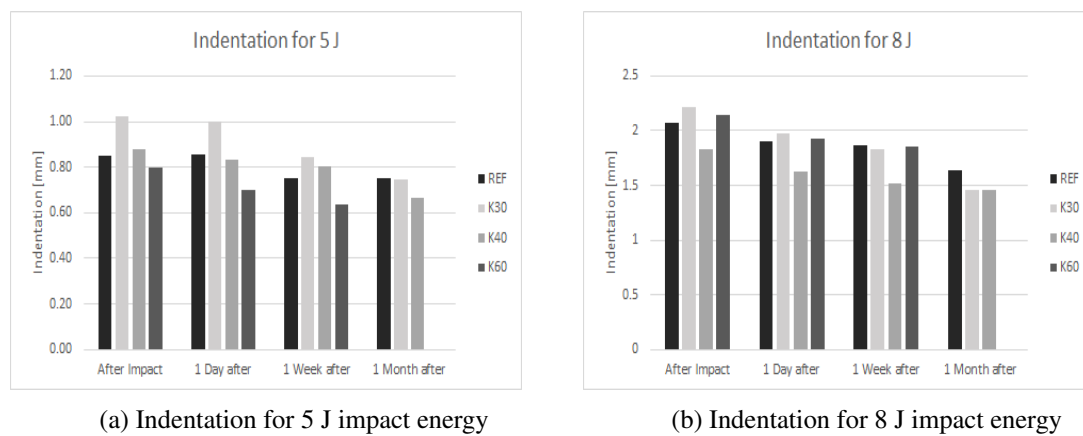 Indentation for 5 J
1.20
1.00
0.80
0.60
0.40
0.20
0.00
Indentation [mm]
After Impact
1 Day after
1 Week after
1 Month after
REF
K30
K40
K60
(a) Indentation for 5 J impact energy
Indentation for 8 J
2.5
2
1.5
1
0.5
0
Indentation [mm]
After Impact
1 Day after
1 Week after
1 Month after
REF
K30
K40
K60
(b) Indentation for 8 J impact energy